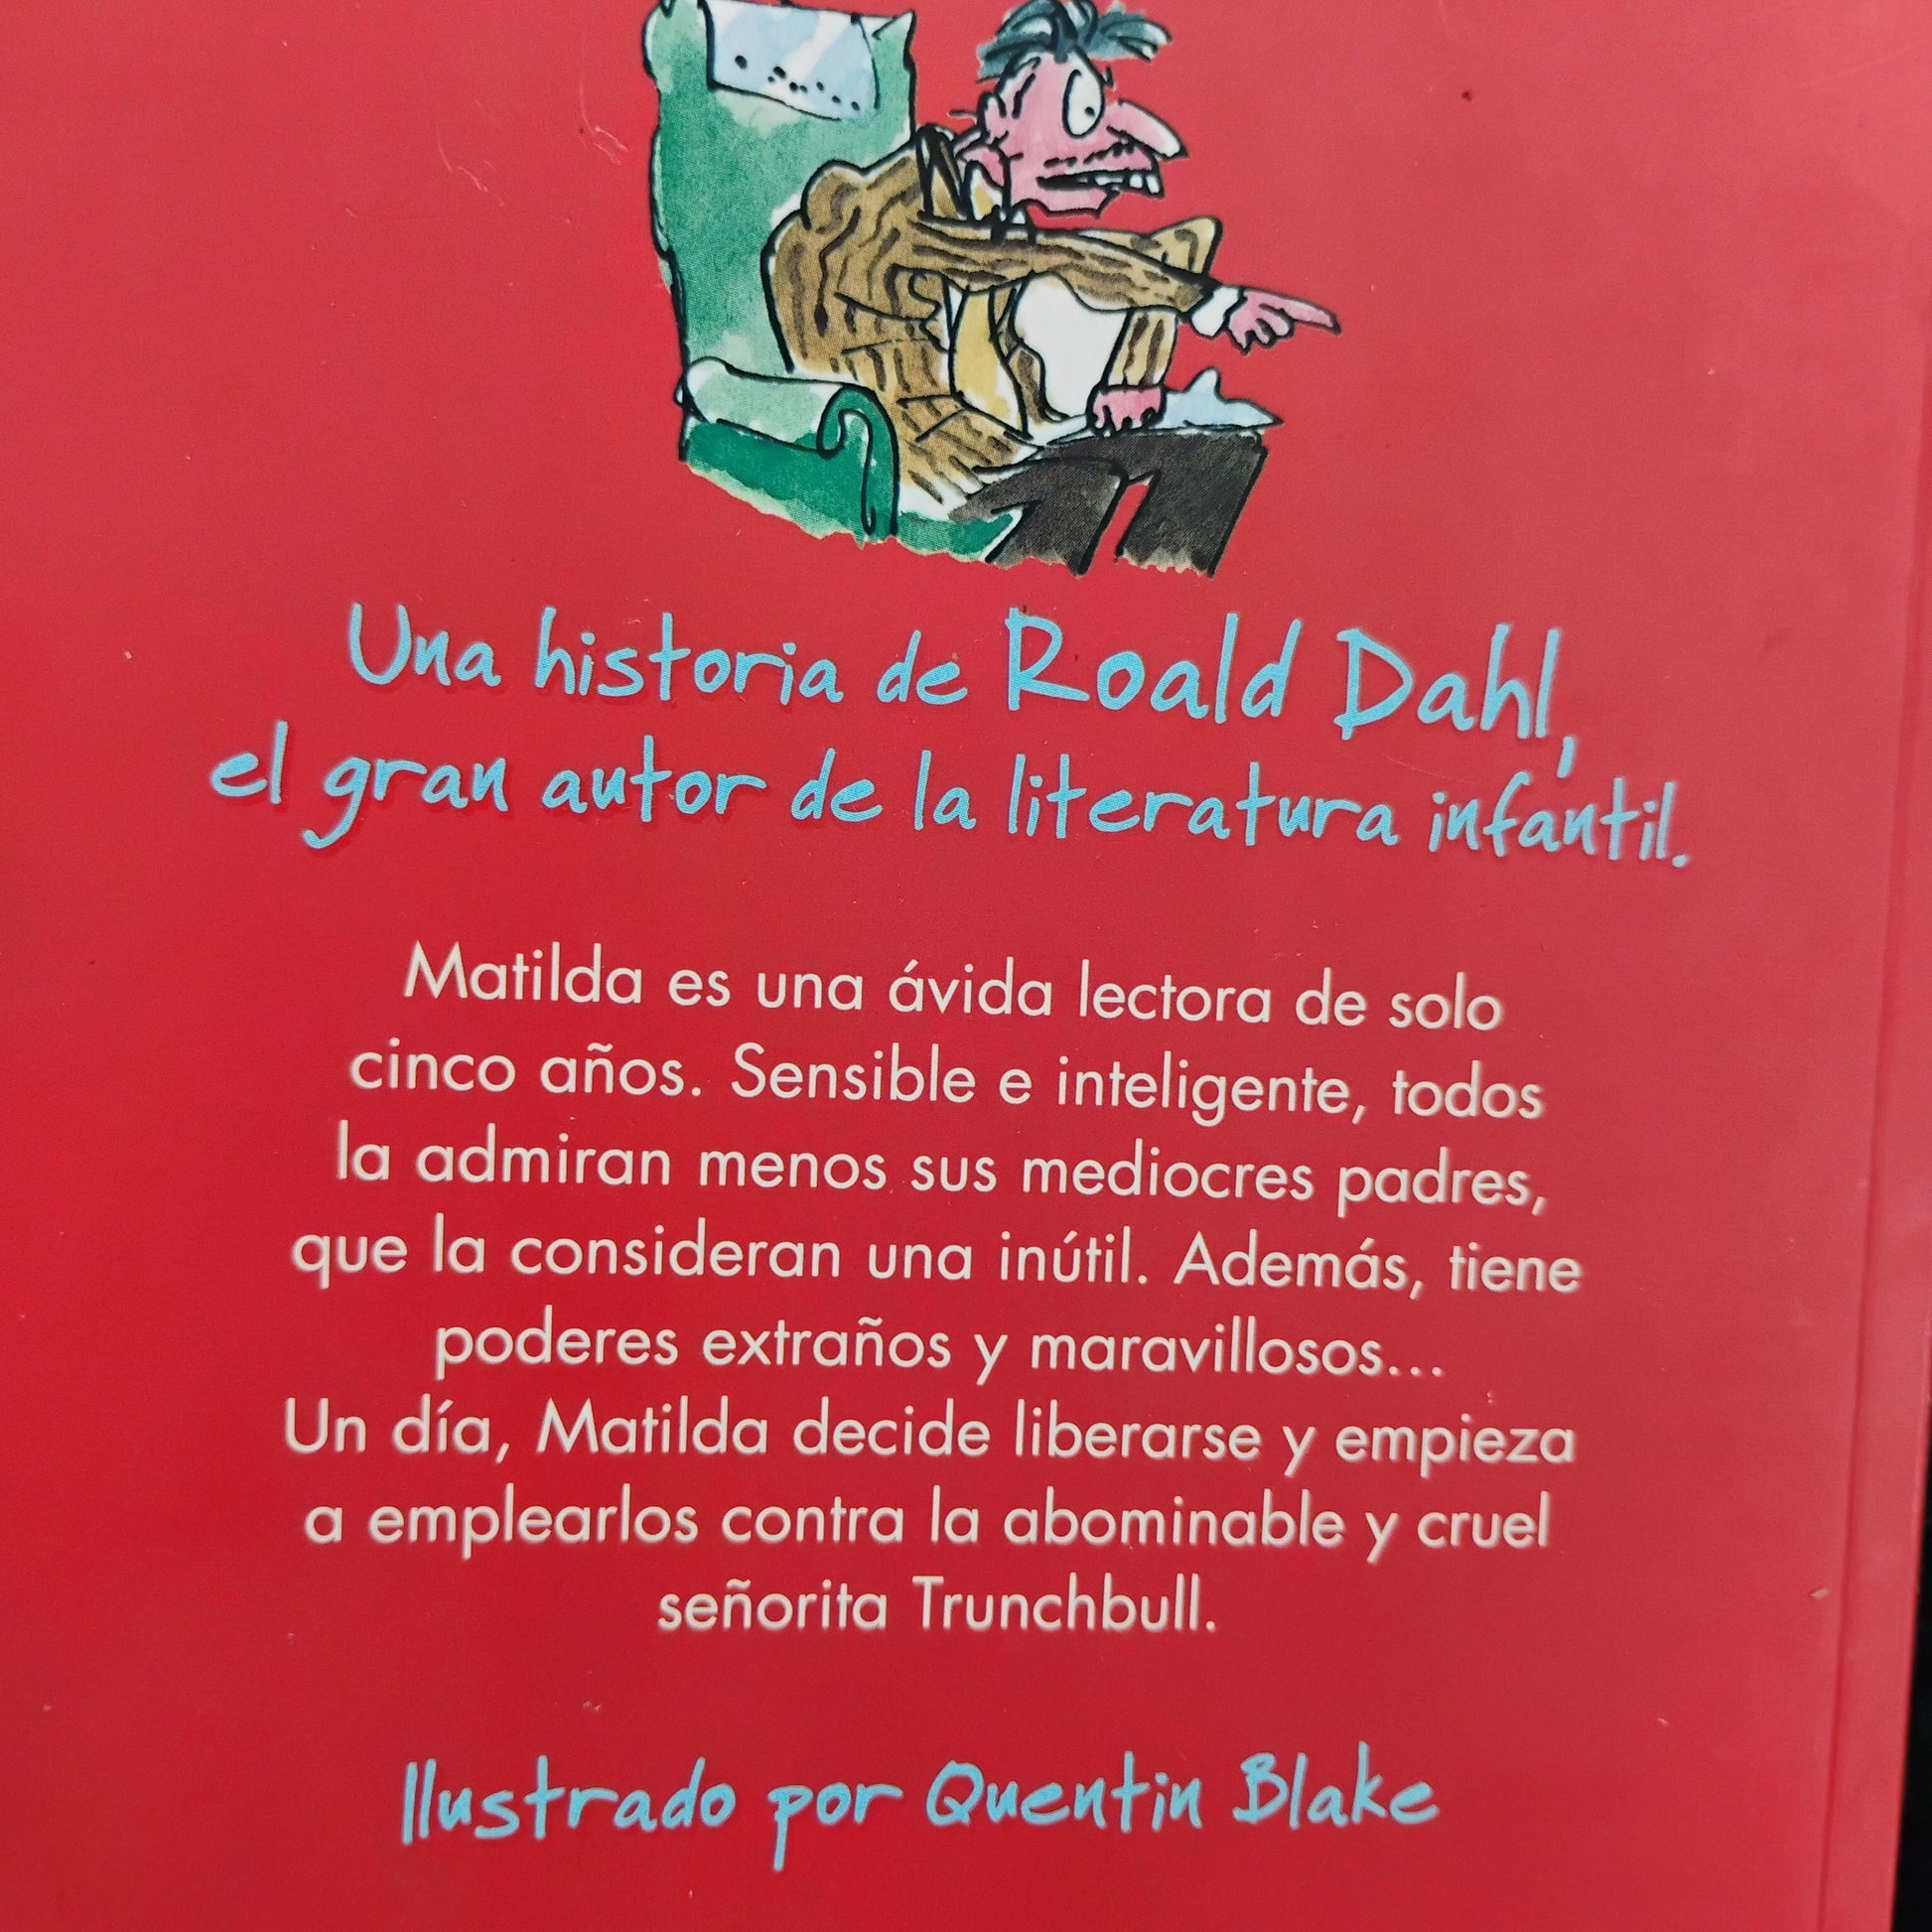 Una historia de Roald Dahl,
el gran autor de la literatura infantil.
Matilda es una ávida lectora de solo
cinco años. Sensible e inteligente, todos
la admiran menos sus mediocres padres,
que la consideran una inútil. Además, tiene
poderes extraños y maravillosos...
Un día, Matilda decide liberarse y empieza
a emplearlos contra la abominable y cruel
señorita Trunchbull.
Ilustrado por Quentin Blake